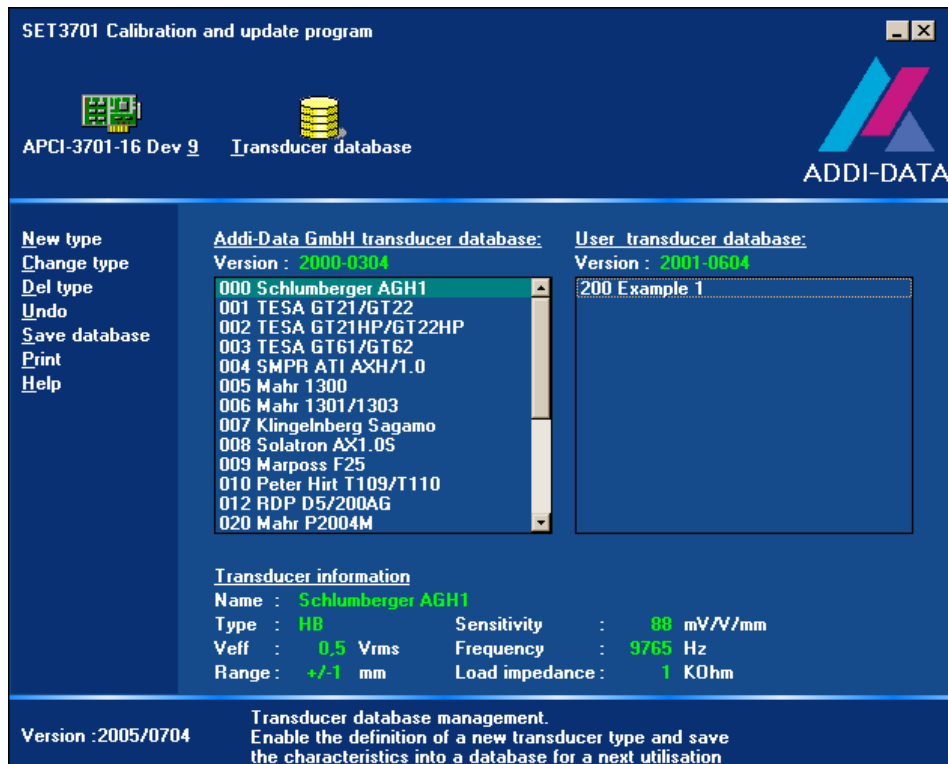 SET3701 Calibration and update program
APCI-3701-16 Dev 9
Transducer database
ADDI-DATA
New type
Change type
Del type
Undo
Save database
Print
Help
Addi-Data GmbH transducer database:
Version : 2000-0304
000 Schlumberger AGH1
001 TESA GT21/GT22
002 TESA GT21HP/GT22HP
003 TESA GT61/GT62
004 SMPR ATI AXH/1.0
005 Mahr 1300
006 Mahr 1301/1303
007 Klingelnberg Sagamo
008 Solatron AX1.0S
009 Marposs F25
010 Peter Hirt T109/T110
012 RDP D5/200AG
020 Mahr P2004M
User transducer database:
Version : 2001-0604
200 Example 1
Transducer information
Name : Schlumberger AGH1
Type : HB Sensitivity : 88 mV/V/mm
Veff : 0,5 Vrms Frequency : 9765 Hz
Range : +/-1 mm Load impedance : 1 KOhm
Version :2005/0704
Transducer database management.
Enable the definition of a new transducer type and save
the characteristics into a database for a next utilisation